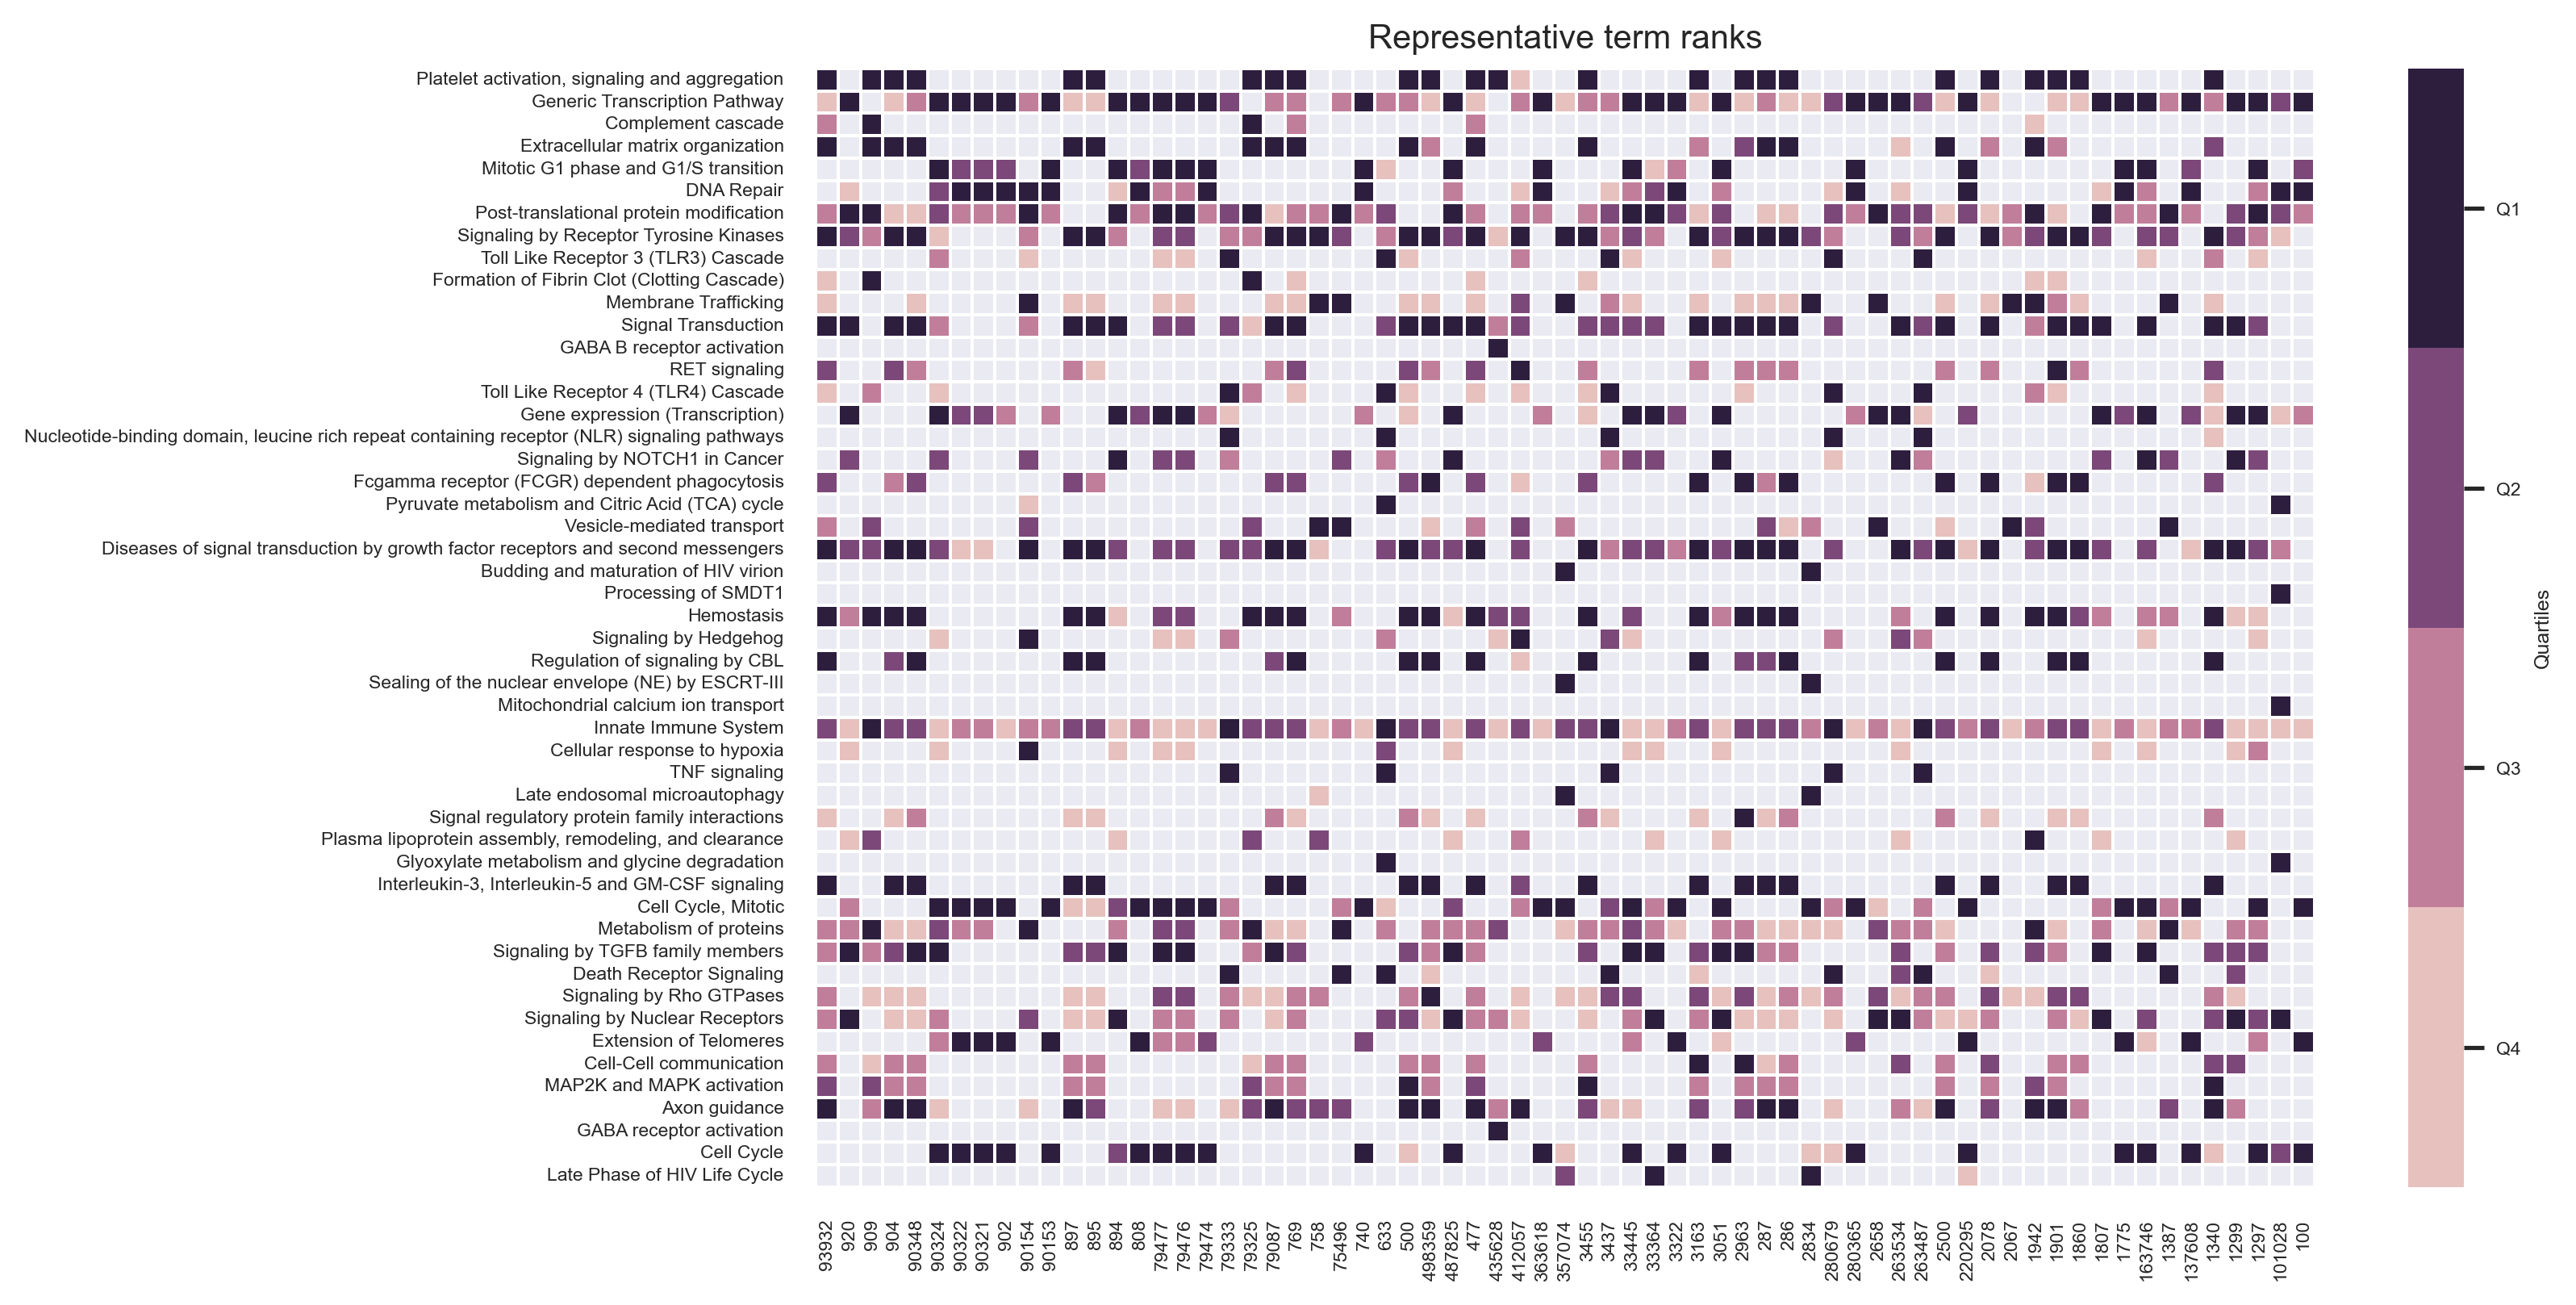 Representative term ranks
Platelet activation, signaling and aggregation
Generic Transcription Pathway
Complement cascade
Extracellular matrix organization
Mitotic G1 phase and G1/S transition
DNA Repair
Post-translational protein modification
Signaling by Receptor Tyrosine Kinases
Toll Like Receptor 3 (TLR3) Cascade
Formation of Fibrin Clot (Clotting Cascade)
Membrane Trafficking
Signal Transduction
GABA B receptor activation
RET signaling
Toll Like Receptor 4 (TLR4) Cascade
Gene expression (Transcription)
Nucleotide-binding domain, leucine rich repeat containing receptor (NLR) signaling pathways
Signaling by NOTCH1 in Cancer
Fcgamma receptor (FCGR) dependent phagocytosis
Pyruvate metabolism and Citric Acid (TCA) cycle
Vesicle-mediated transport
Diseases of signal transduction by growth factor receptors and second messengers
Budding and maturation of HIV virion
Processing of SMDT1
Hemostasis
Signaling by Hedgehog
Regulation of signaling by CBL
Sealing of the nuclear envelope (NE) by ESCRT-III
Mitochondrial calcium ion transport
Innate Immune System
Cellular response to hypoxia
TNF signaling
Late endosomal microautophagy
Signal regulatory protein family interactions
Plasma lipoprotein assembly, remodeling, and clearance
Glyoxylate metabolism and glycine degradation
Interleukin-3, Interleukin-5 and GM-CSF signaling
Cell Cycle, Mitotic
Metabolism of proteins
Signaling by TGFB family members
Death Receptor Signaling
Signaling by Rho GTPases
Signaling by Nuclear Receptors
Extension of Telomeres
Cell-Cell communication
MAP2K and MAPK activation
Axon guidance
GABA receptor activation
Cell Cycle
Late Phase of HIV Life Cycle
93932
920
909
904
90348
90324
90322
90321
902
90154
90153
897
895
894
808
79477
79476
79474
79333
79325
79087
769
758
75496
740
633
500
498359
487825
477
435628
412057
363618
357074
3455
3437
33445
33364
3322
3163
3051
2963
287
286
2834
280679
280365
2658
263534
263487
2500
220295
2078
2067
1942
1901
1860
1807
1775
163746
1387
137608
1340
1299
1297
101028
100
Q1
Q2
Q3
Q4
Quartiles